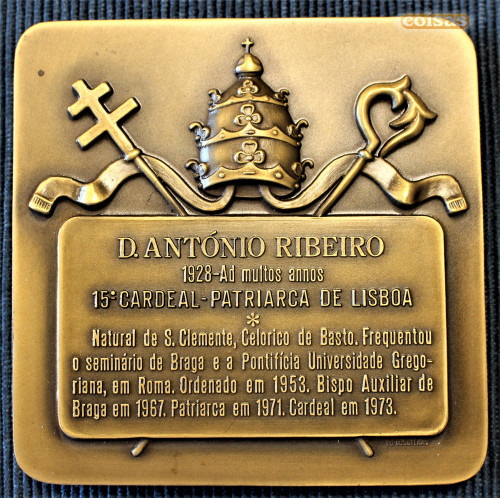 coisas
D. ANTÓNIO RIBEIRO
1928-Ad multos annos
15º CARDEAL-PATRIARCA DE LISBOA
*
Natural de S. Clemente, Celorico de Basto. Frequentou
o seminário de Braga e a Pontifícia Universidade Grego-
riana, em Roma. Ordenado em 1953. Bispo Auxiliar de
Braga em 1967. Patriarca em 1971. Cardeal em 1973.